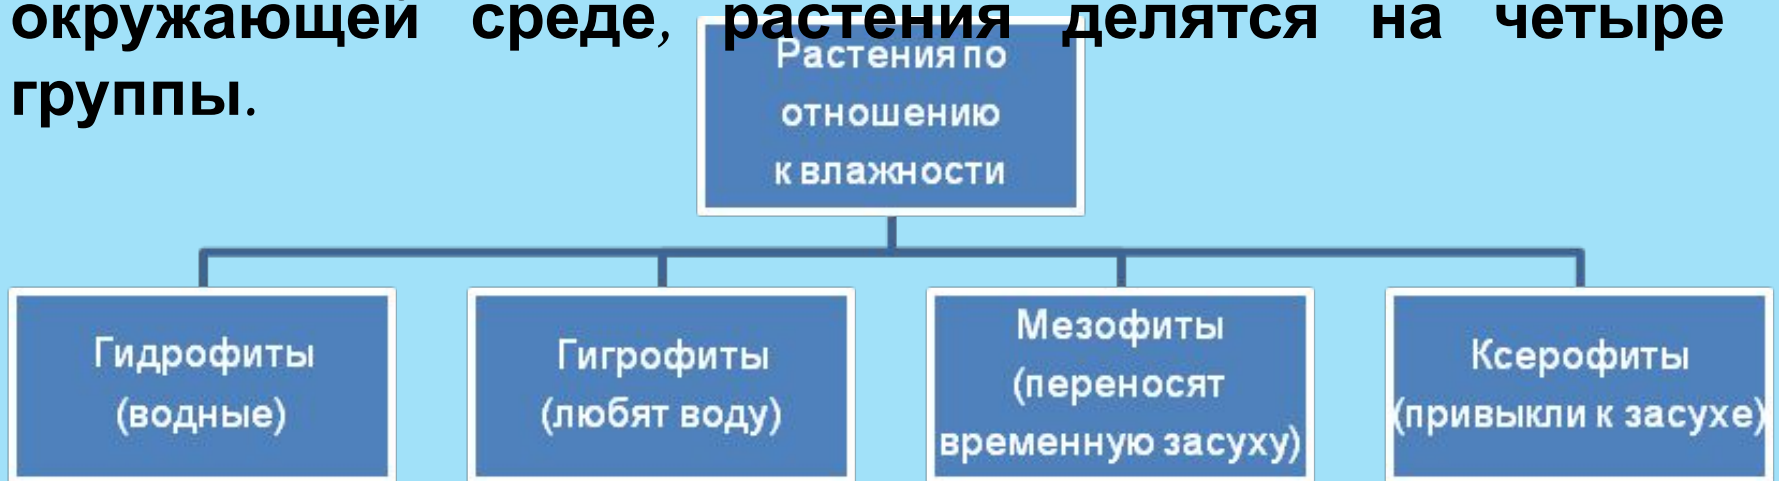 окружающей среде, растения делятся на четыре
группы.
Растения по
отношению
к влажности
Гидрофиты
(водные)
Гигрофиты
(любят воду)
Мезофиты
(переносят
временную засуху)
Ксерофиты
(привыкли к засухе)